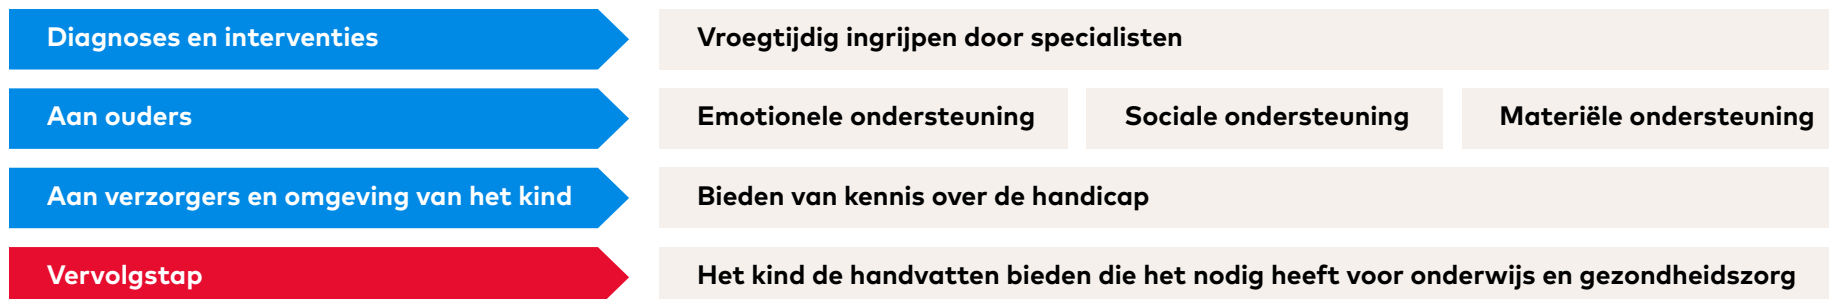 Diagnoses en interventies
Vroegtijdig ingrijpen door specialisten
Aan ouders
Emotionele ondersteuning
Sociale ondersteuning
Materiële ondersteuning
Aan verzorgers en omgeving van het kind
Bieden van kennis over de handicap
Vervolgstap
Het kind de handvatten bieden die het nodig heeft voor onderwijs en gezondheidszorg